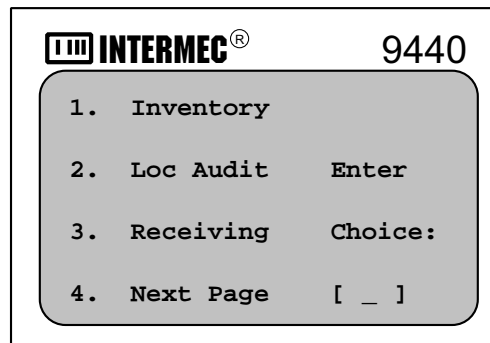 INTERMEC® 9440
1. Inventory
2. Loc Audit Enter
3. Receiving Choice:
4. Next Page [ _ ]